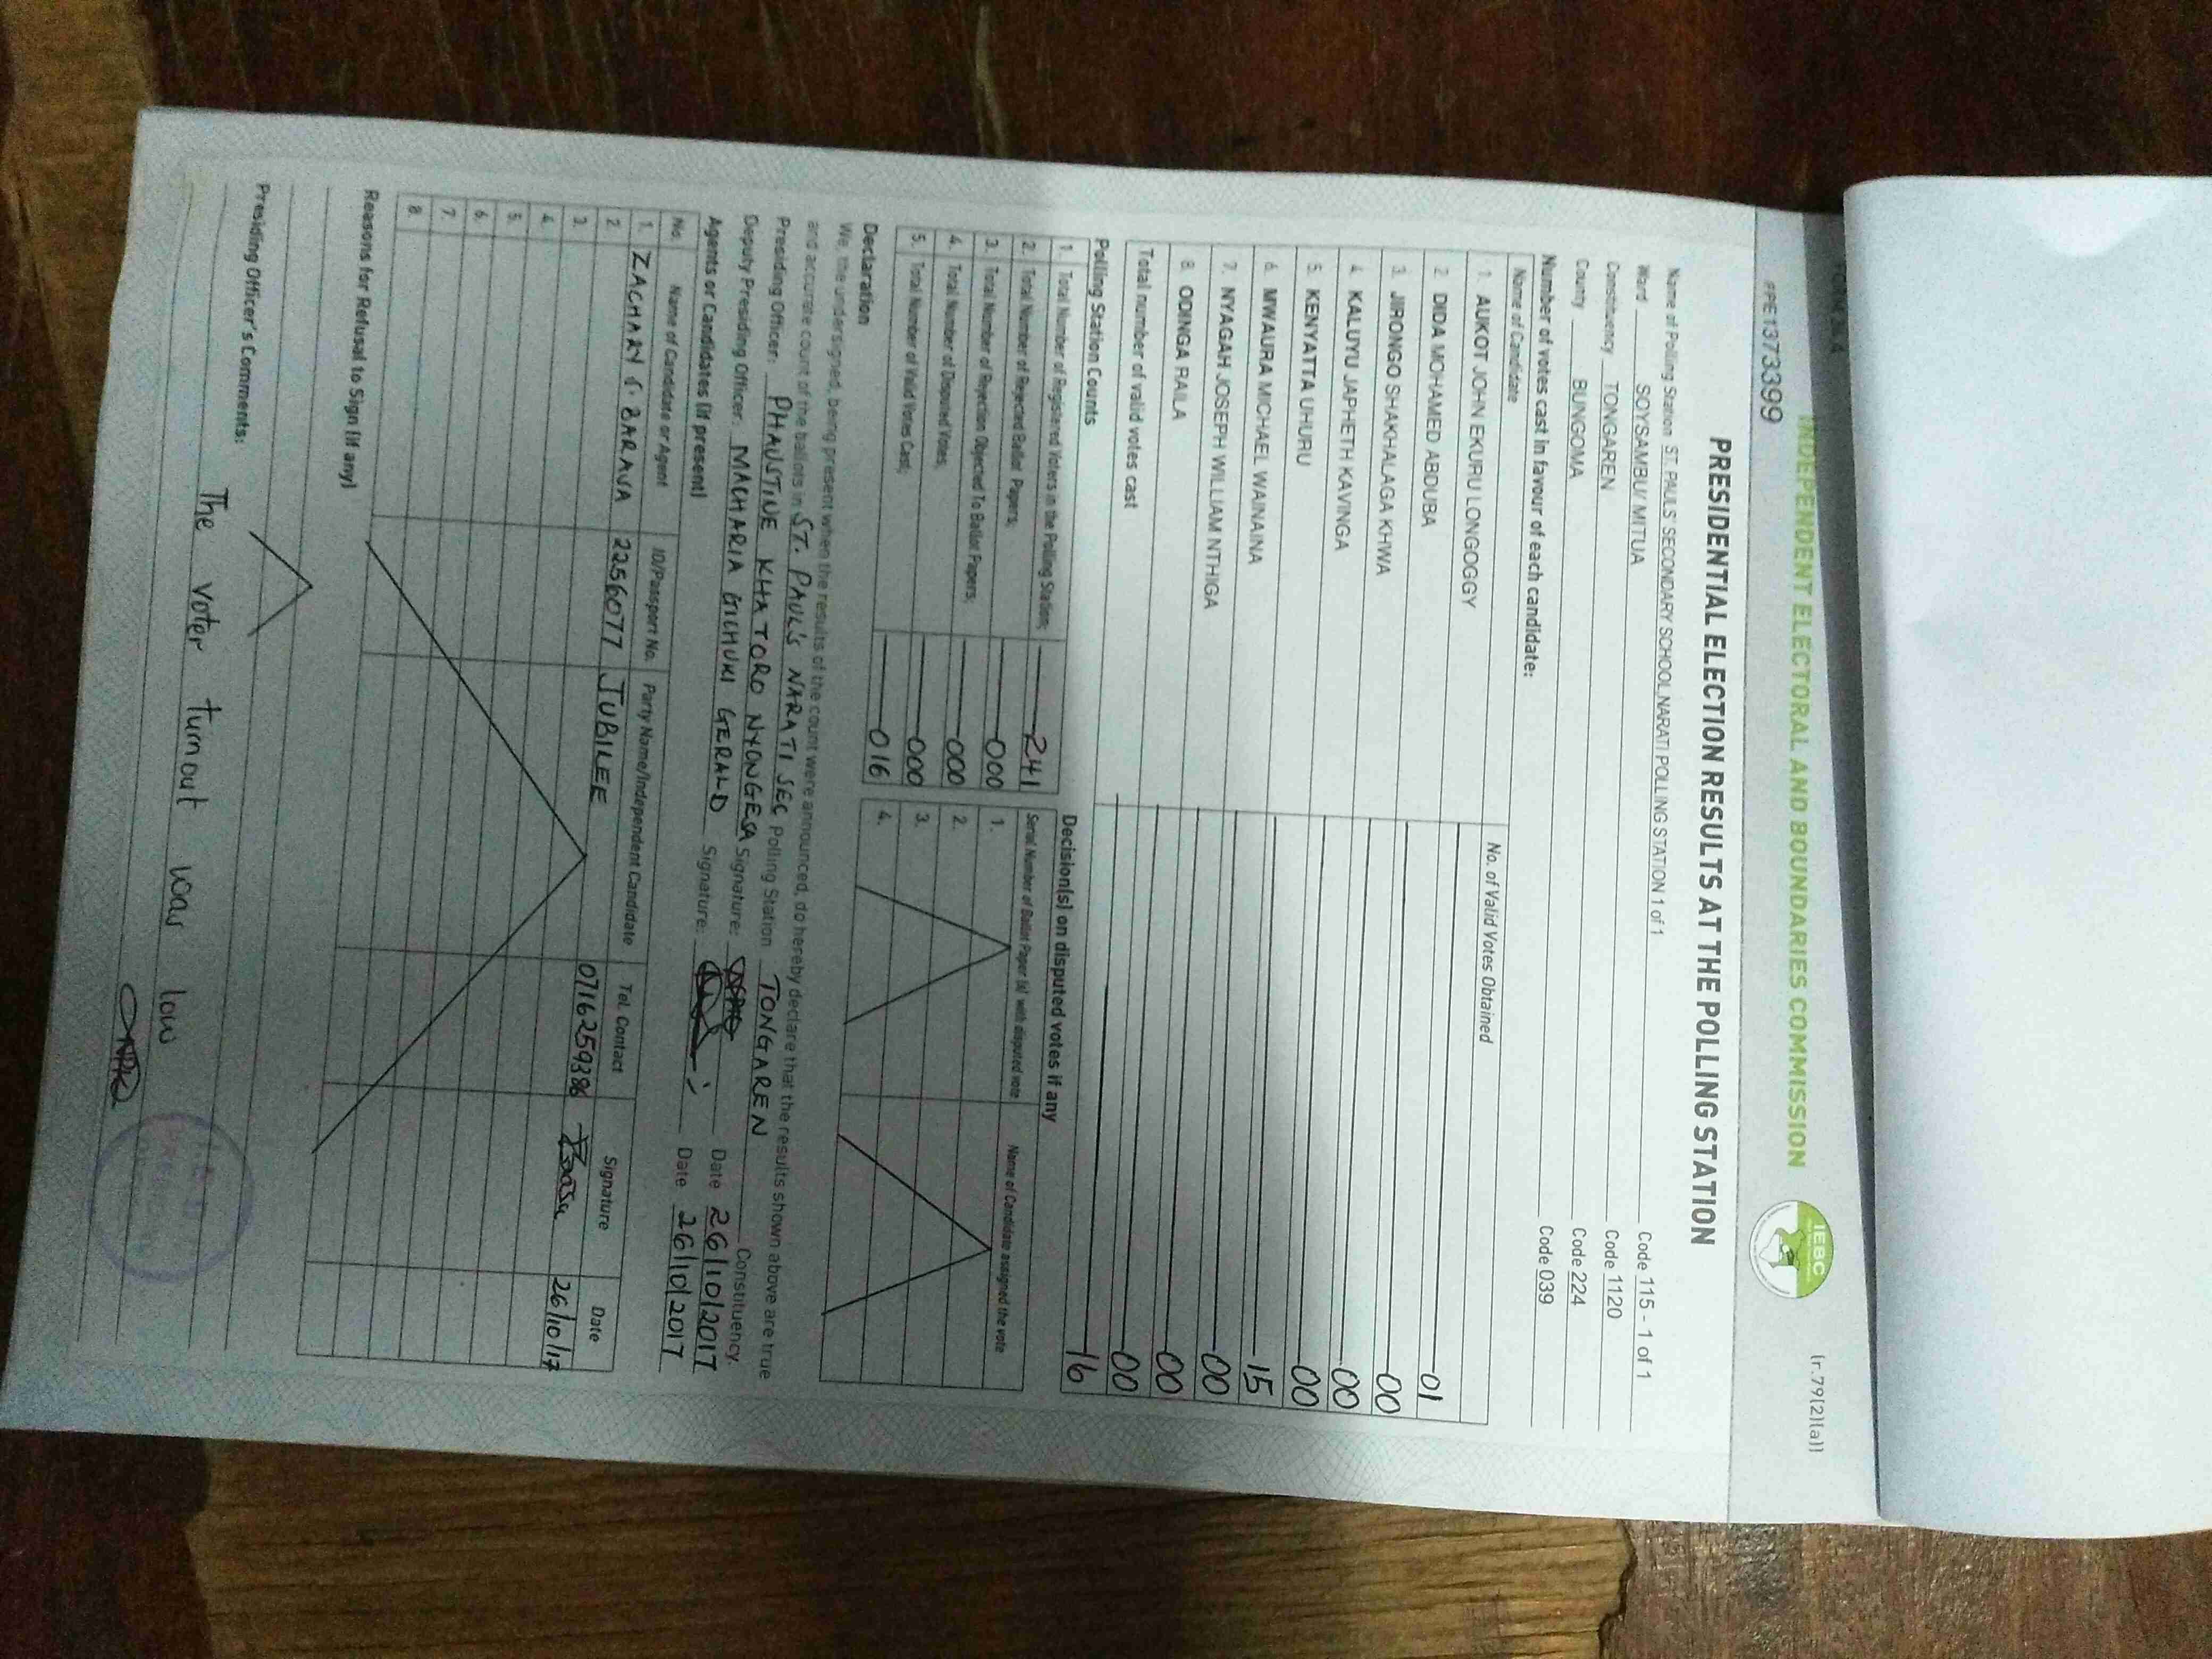 FORM 34A
INDEPENDENT ELECTORAL AND BOUNDARIES COMMISSION
IEBC
(r.79(2)(a))
PPE1373399
PRESIDENTIAL ELECTION RESULTS AT THE POLLING STATION
Name of Polling Station ST. PAULS' SECONDARY SCHOOL NARATI POLLING STATION 1 of 1 Code 115 - 1 of 1
Ward SOYSAMBU/ MITUA Code 1120
Constituency TONGAREN Code 2224
County BUNGOMA Code 039
Number of votes cast in favour of each candidate:
Name of Candidate No. of Valid Votes Obtained
1. AUKOT JOHN EKURU LONGOGGY 01
2. DIDA MOHAMED ABDUBA 00
3. JIRONGO SHAKHALAGA KHWA 00
4. KALUYU JAPHETH KAVINGA 00
5. KENYATTA UHURU 15
6. MWAURA MICHAEL WAINAINA 00
7. NYAGAH JOSEPH WILLIAM NTHIGA 00
8. ODINGA RAILA 00
Total number of valid votes cast 16
Polling Station Counts
1. Total Number of Registered Voters in the Polling Station; 241
2. Total Number of Rejected Ballot Papers; 000
3. Total Number of Rejection Objected To Ballot Papers; 000
4. Total Number of Disputed Votes; 000
5. Total Number of Valid Votes Cast; 016
Decision(s) on disputed votes if any
Serial Number of Ballot Paper (s) with disputed vote Name of Candidate assigned the vote
1.
2.
3.
4.
Declaration
We, the undersigned, being present when the results of the count were announced, do hereby declare that the results shown above are true
and accurate count of the ballots in ST. PAUL'S NARATI SEC Polling Station TONGAREN Constituency.
Presiding Officer: PHAUSTINE KHATORO NYONGESA Signature: Date 26/10/2017
Deputy Presiding Officer: MACHARIA GICHUKI GERALD Signature: Date 26/10/2017
Agents or Candidates (if present)
No. Name of Candidate or Agent ID/Passport No. Party Name/Independent Candidate Tel. Contact Signature Date
1. ZACHARY S. BARAVA 22566077 JUBILEE 0716259386 26/10/17
2.
3.
4.
5.
6.
7.
8.
Reasons for Refusal to Sign (if any)
Presiding Officer's Comments:
The voter turnout was low